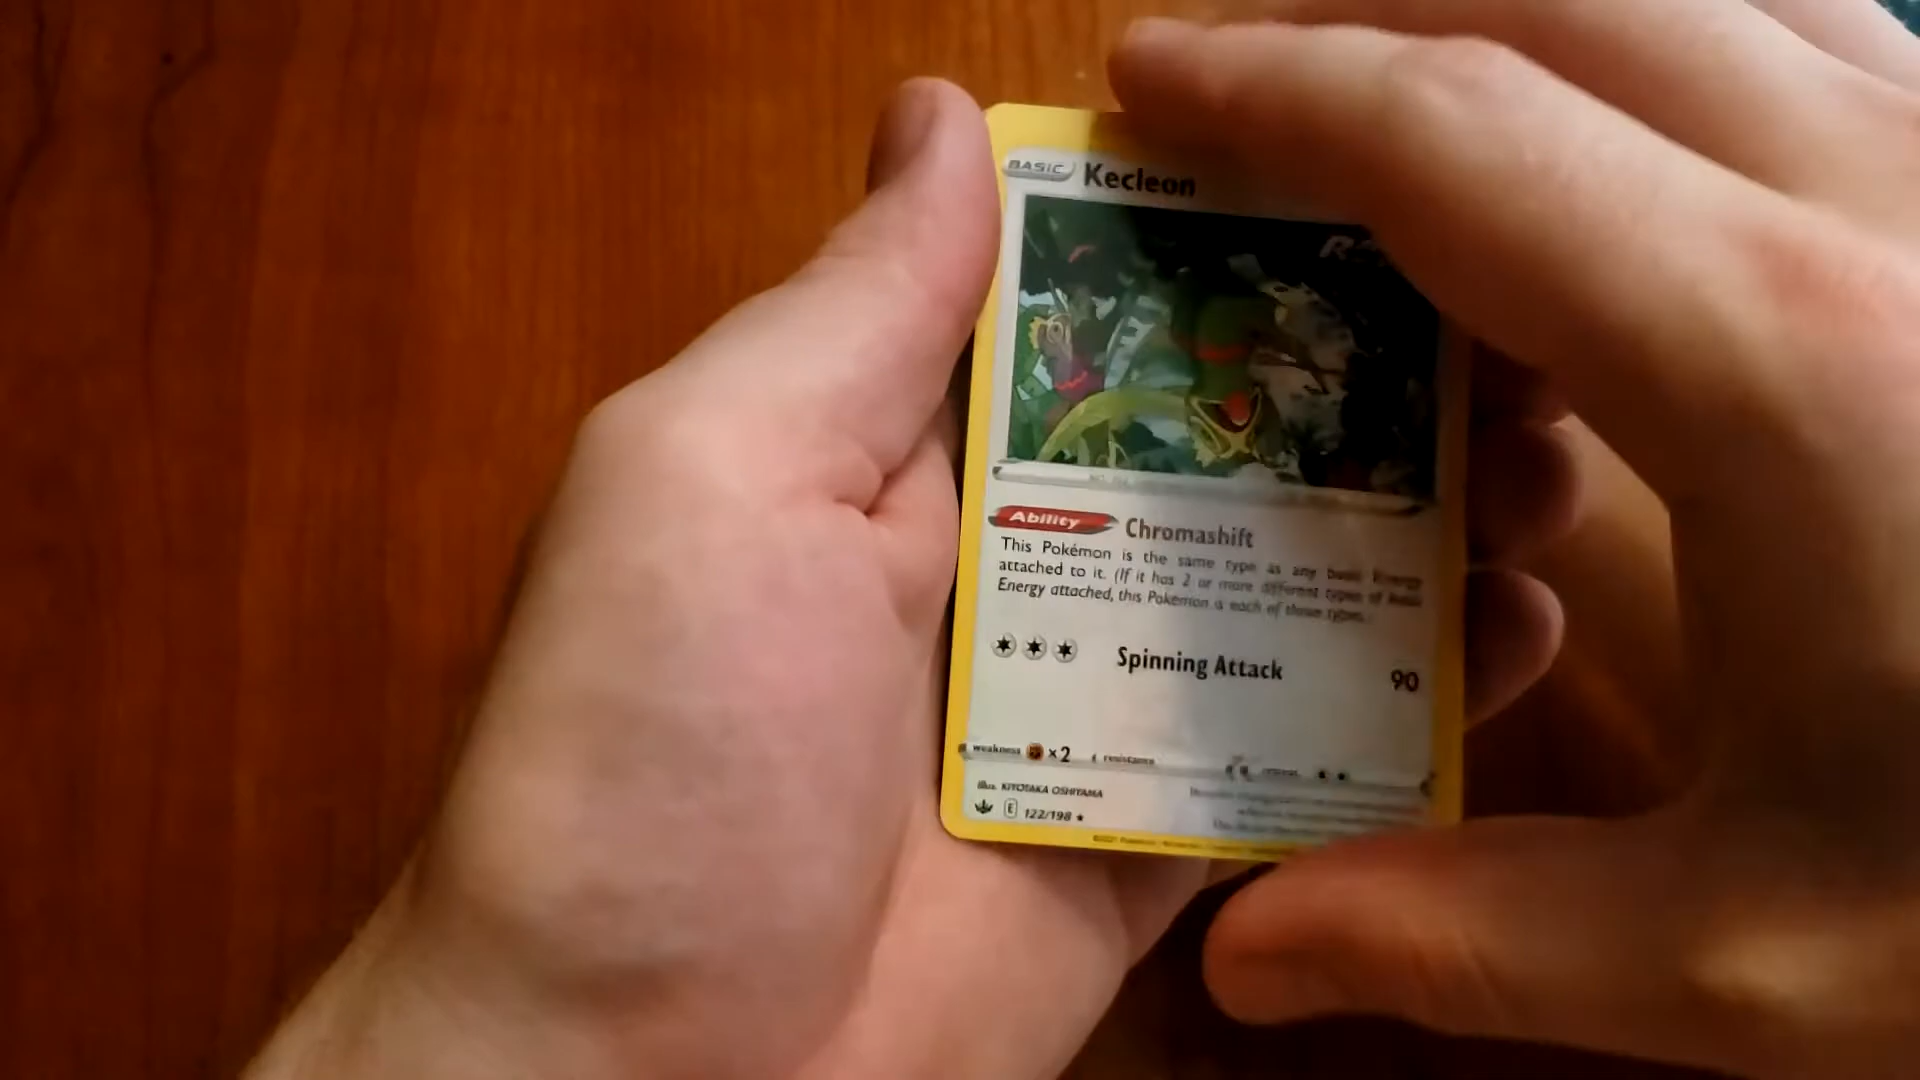 BASIC Kecleon
Ability Chromashift
This Pokémon is the same type as any basic Energy
attached to it. (If it has 2 or more different types of basic
Energy attached, this Pokémon is each of those types.)
Spinning Attack 90
weakness ×2 resistance
Illus. KIYOTAKA OSHIYAMA
E 122/198